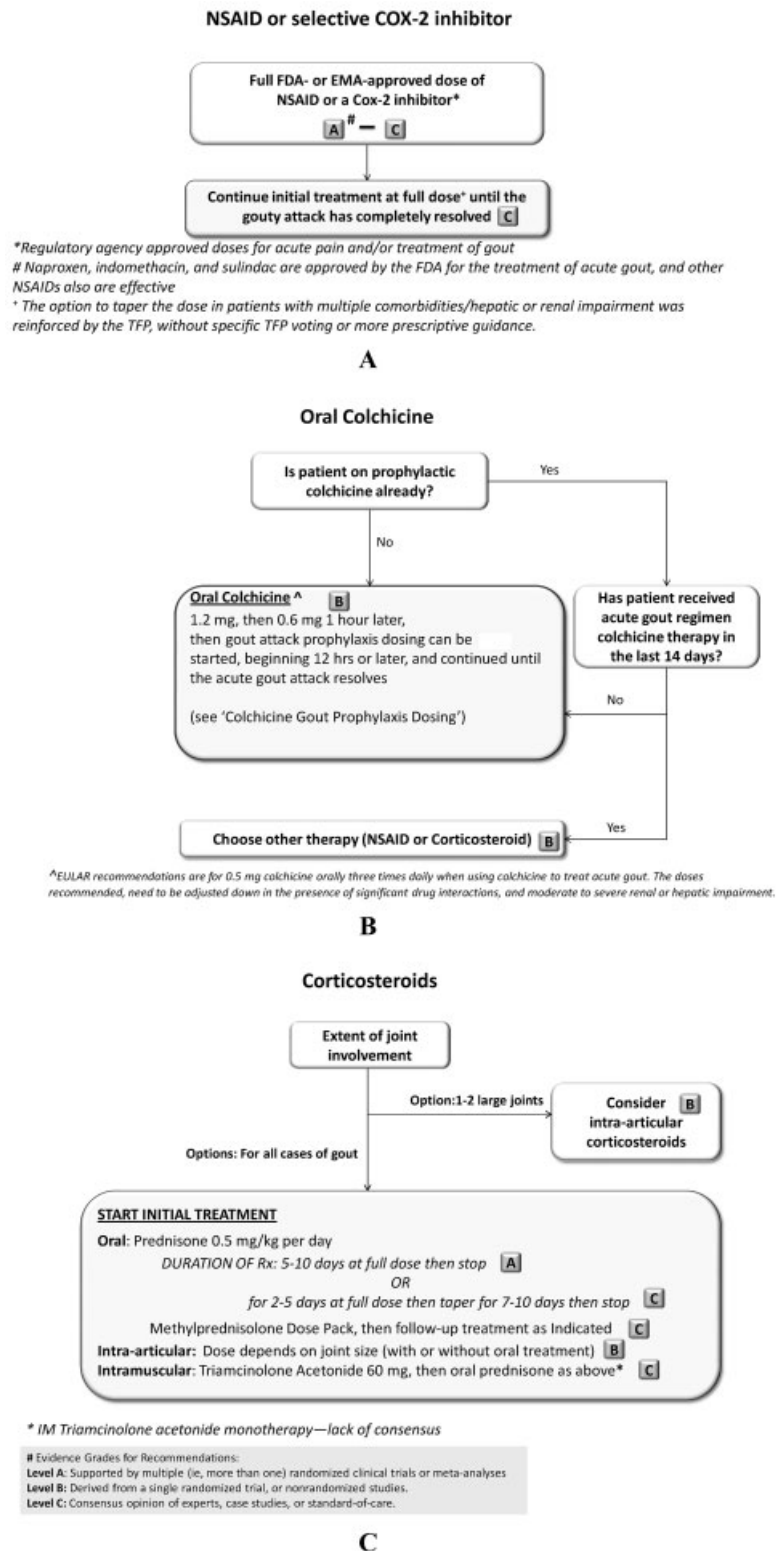 NSAID or selective COX-2 inhibitor
Full FDA- or EMA-approved dose of
NSAID or a Cox-2 inhibitor*
A # – C
Continue initial treatment at full dose⁺ until the
gouty attack has completely resolved C
*Regulatory agency approved doses for acute pain and/or treatment of gout
# Naproxen, indomethacin, and sulindac are approved by the FDA for the treatment of acute gout, and other
NSAIDs also are effective
⁺ The option to taper the dose in patients with multiple comorbidities/hepatic or renal impairment was
reinforced by the TFP, without specific TFP voting or more prescriptive guidance.
A
Oral Colchicine
Is patient on prophylactic
colchicine already?
Yes
No
Oral Colchicine ^ B
1.2 mg, then 0.6 mg 1 hour later,
then gout attack prophylaxis dosing can be
started, beginning 12 hrs or later, and continued until
the acute gout attack resolves
(see 'Colchicine Gout Prophylaxis Dosing')
Has patient received
acute gout regimen
colchicine therapy in
the last 14 days?
No
Yes
Choose other therapy (NSAID or Corticosteroid) B
^EULAR recommendations are for 0.5 mg colchicine orally three times daily when using colchicine to treat acute gout. The doses
recommended, need to be adjusted down in the presence of significant drug interactions, and moderate to severe renal or hepatic impairment.
B
Corticosteroids
Extent of joint
involvement
Option:1-2 large joints
Consider B
intra-articular
corticosteroids
Options: For all cases of gout
START INITIAL TREATMENT
Oral: Prednisone 0.5 mg/kg per day
DURATION OF Rx: 5-10 days at full dose then stop A
OR
for 2-5 days at full dose then taper for 7-10 days then stop C
Methylprednisolone Dose Pack, then follow-up treatment as Indicated C
Intra-articular: Dose depends on joint size (with or without oral treatment) B
Intramuscular: Triamcinolone Acetonide 60 mg, then oral prednisone as above* C
* IM Triamcinolone acetonide monotherapy—lack of consensus
# Evidence Grades for Recommendations:
Level A: Supported by multiple (ie, more than one) randomized clinical trials or meta-analyses
Level B: Derived from a single randomized trial, or nonrandomized studies.
Level C: Consensus opinion of experts, case studies, or standard-of-care.
C